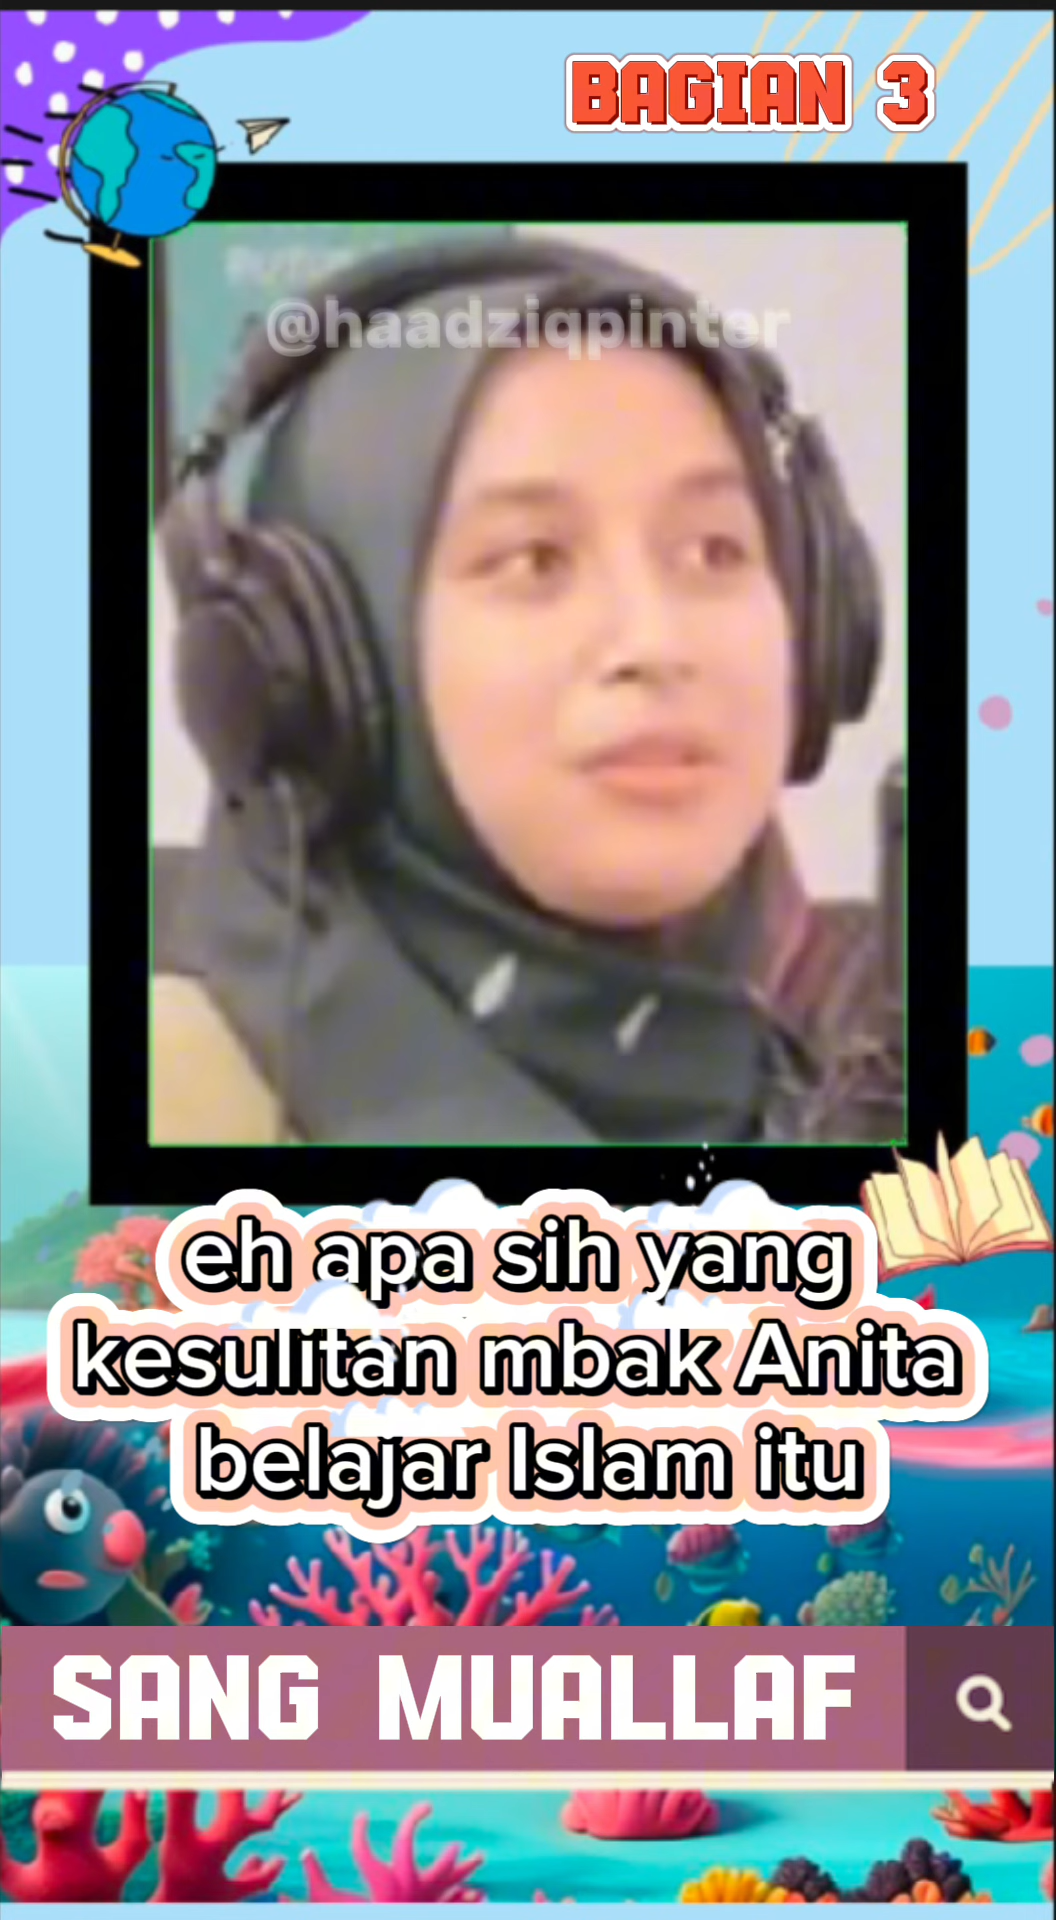 BAGIAN 3
@haadziqpinter
eh apa sih yang
kesulitan mbak Anita
belajar Islam itu
SANG MUALLAF